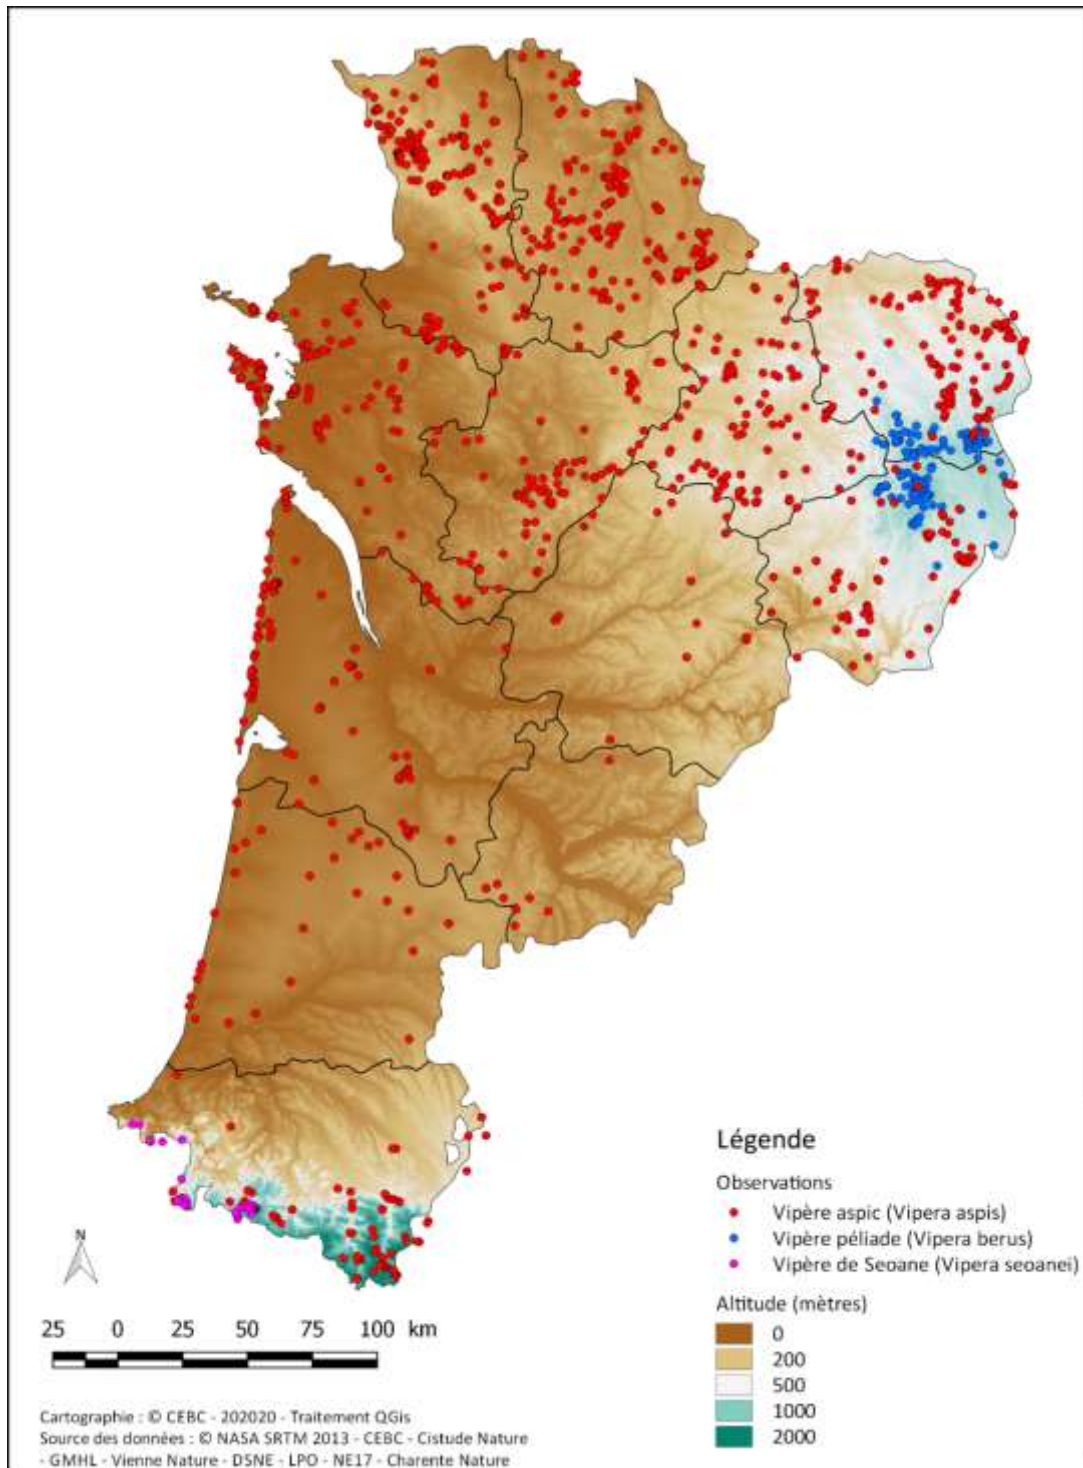 Légende
Observations
Vipère aspic (Vipera aspis)
Vipère péliade (Vipera berus)
Vipère de Seoane (Vipera seoanei)
N
Altitude (mètres)
0
200
500
1000
2000
25 0 25 50 75 100 km
Cartographie : © CEBC - 202020 - Traitement QGis
Source des données : © NASA SRTM 2013 - CEBC - Cistude Nature
- GMHL - Vienne Nature - DSNE - LPO - NE17 - Charente Nature